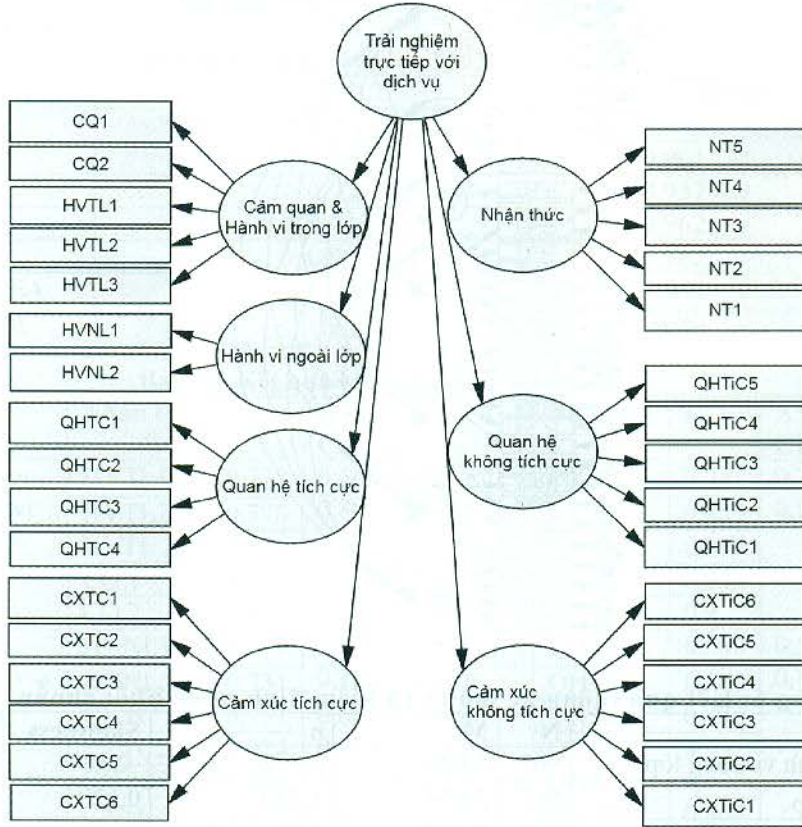 Trải nghiệm
trực tiếp với
dịch vụ
CQ1
CQ2
HVTL1
HVTL2
HVTL3
Cảm quan &
Hành vi trong lớp
HVNL1
HVNL2
Hành vi ngoài lớp
QHTC1
QHTC2
QHTC3
QHTC4
Quan hệ tích cực
CXTC1
CXTC2
CXTC3
CXTC4
CXTC5
CXTC6
Cảm xúc tích cực
Nhận thức
NT5
NT4
NT3
NT2
NT1
Quan hệ
không tích cực
QHTiC5
QHTiC4
QHTiC3
QHTiC2
QHTiC1
Cảm xúc
không tích cực
CXTiC6
CXTiC5
CXTiC4
CXTiC3
CXTiC2
CXTiC1